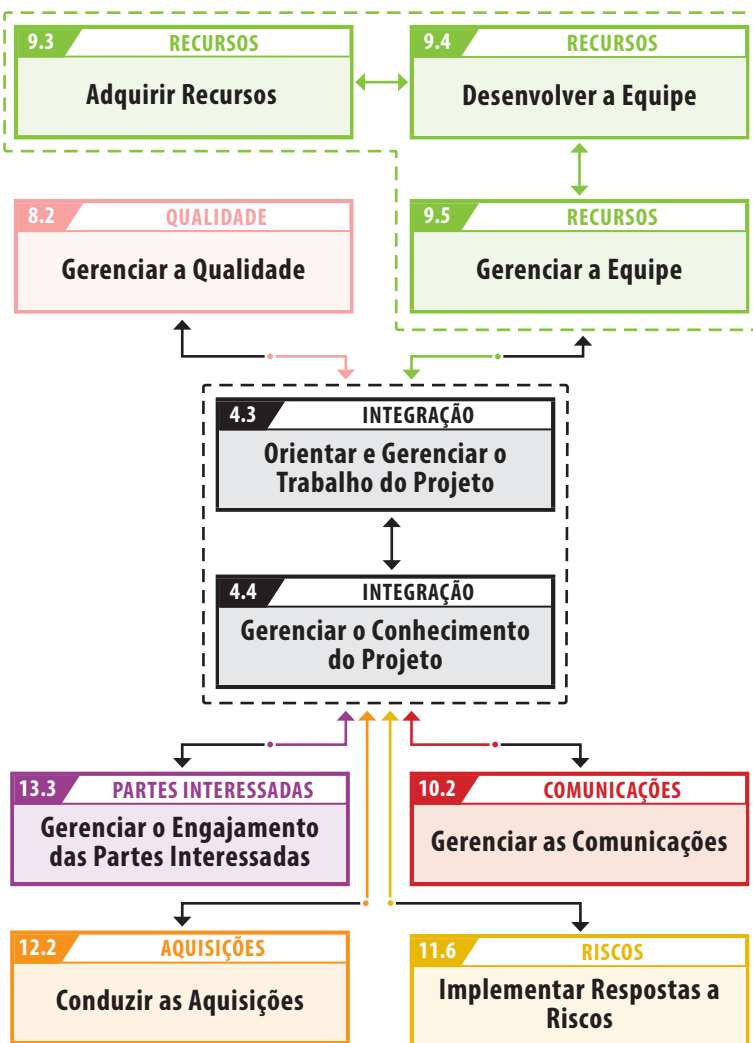 9.3 RECURSOS
Adquirir Recursos
9.4 RECURSOS
Desenvolver a Equipe
8.2 QUALIDADE
Gerenciar a Qualidade
9.5 RECURSOS
Gerenciar a Equipe
4.3 INTEGRAÇÃO
Orientar e Gerenciar o
Trabalho do Projeto
4.4 INTEGRAÇÃO
Gerenciar o Conhecimento
do Projeto
13.3 PARTES INTERESSADAS
Gerenciar o Engajamento
das Partes Interessadas
10.2 COMUNICAÇÕES
Gerenciar as Comunicações
12.2 AQUISIÇÕES
Conduzir as Aquisições
11.6 RISCOS
Implementar Respostas a
Riscos